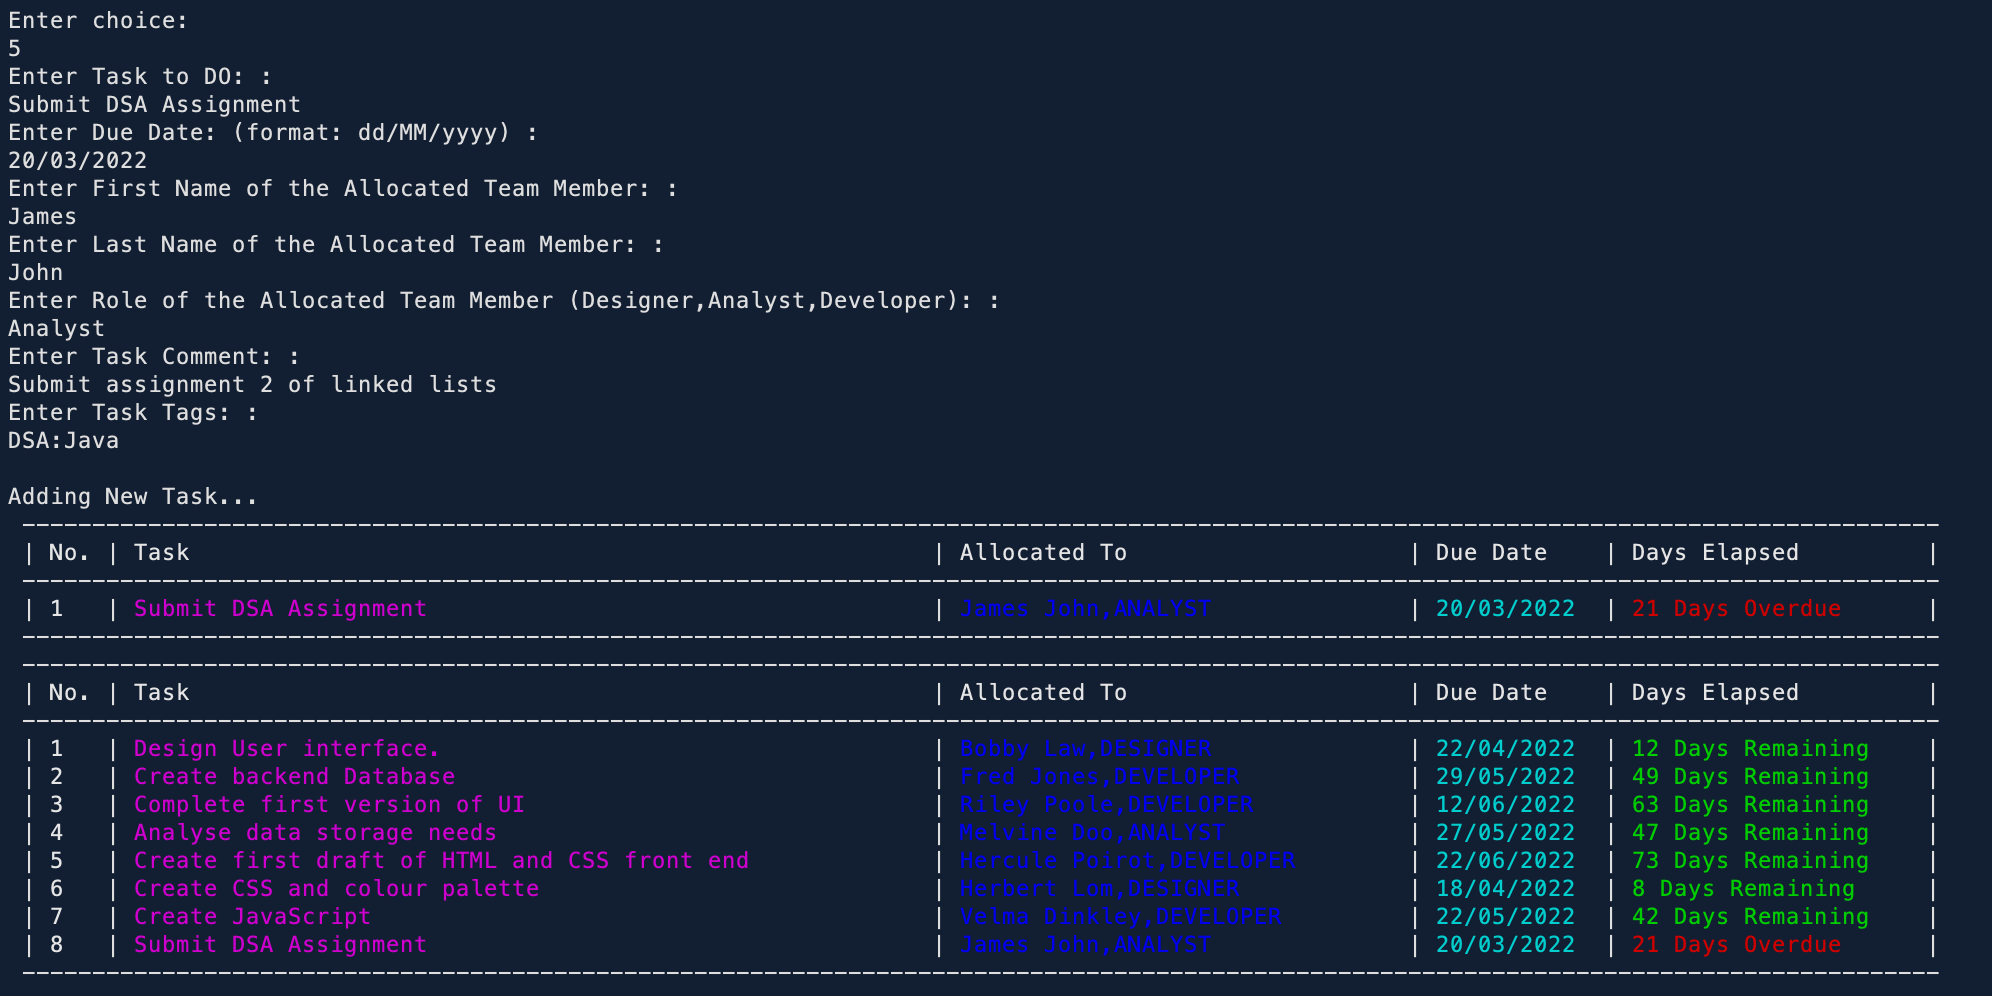 Enter choice:
5
Enter Task to DO: :
Submit DSA Assignment
Enter Due Date: (format: dd/MM/yyyy) :
20/03/2022
Enter First Name of the Allocated Team Member: :
James
Enter Last Name of the Allocated Team Member: :
John
Enter Role of the Allocated Team Member (Designer,Analyst,Developer): :
Analyst
Enter Task Comment: :
Submit assignment 2 of linked lists
Enter Task Tags: :
DSA:Java
Adding New Task...
| No. | Task | Allocated To | Due Date | Days Elapsed |
| 1 | Submit DSA Assignment | James John,ANALYST | 20/03/2022 | 21 Days Overdue |
| No. | Task | Allocated To | Due Date | Days Elapsed |
| 1 | Design User interface. | Bobby Law,DESIGNER | 22/04/2022 | 12 Days Remaining |
| 2 | Create backend Database | Fred Jones,DEVELOPER | 29/05/2022 | 49 Days Remaining |
| 3 | Complete first version of UI | Riley Poole,DEVELOPER | 12/06/2022 | 63 Days Remaining |
| 4 | Analyse data storage needs | Melvine Doo,ANALYST | 27/05/2022 | 47 Days Remaining |
| 5 | Create first draft of HTML and CSS front end | Hercule Poirot,DEVELOPER | 22/06/2022 | 73 Days Remaining |
| 6 | Create CSS and colour palette | Herbert Lom,DESIGNER | 18/04/2022 | 8 Days Remaining |
| 7 | Create JavaScript | Velma Dinkley,DEVELOPER | 22/05/2022 | 42 Days Remaining |
| 8 | Submit DSA Assignment | James John,ANALYST | 20/03/2022 | 21 Days Overdue |